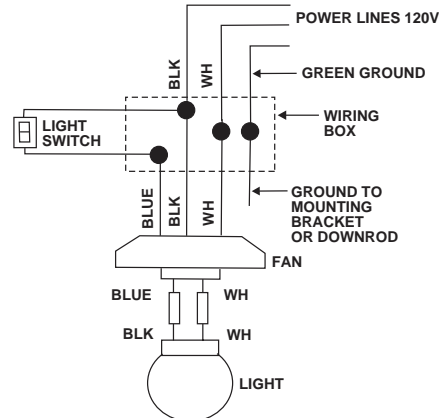 POWER LINES 120V
BLK
WH
GREEN GROUND
LIGHT
SWITCH
WIRING
BOX
BLUE
BLK
WH
GROUND TO
MOUNTING
BRACKET
OR DOWNROD
FAN
BLUE
WH
BLK
WH
LIGHT